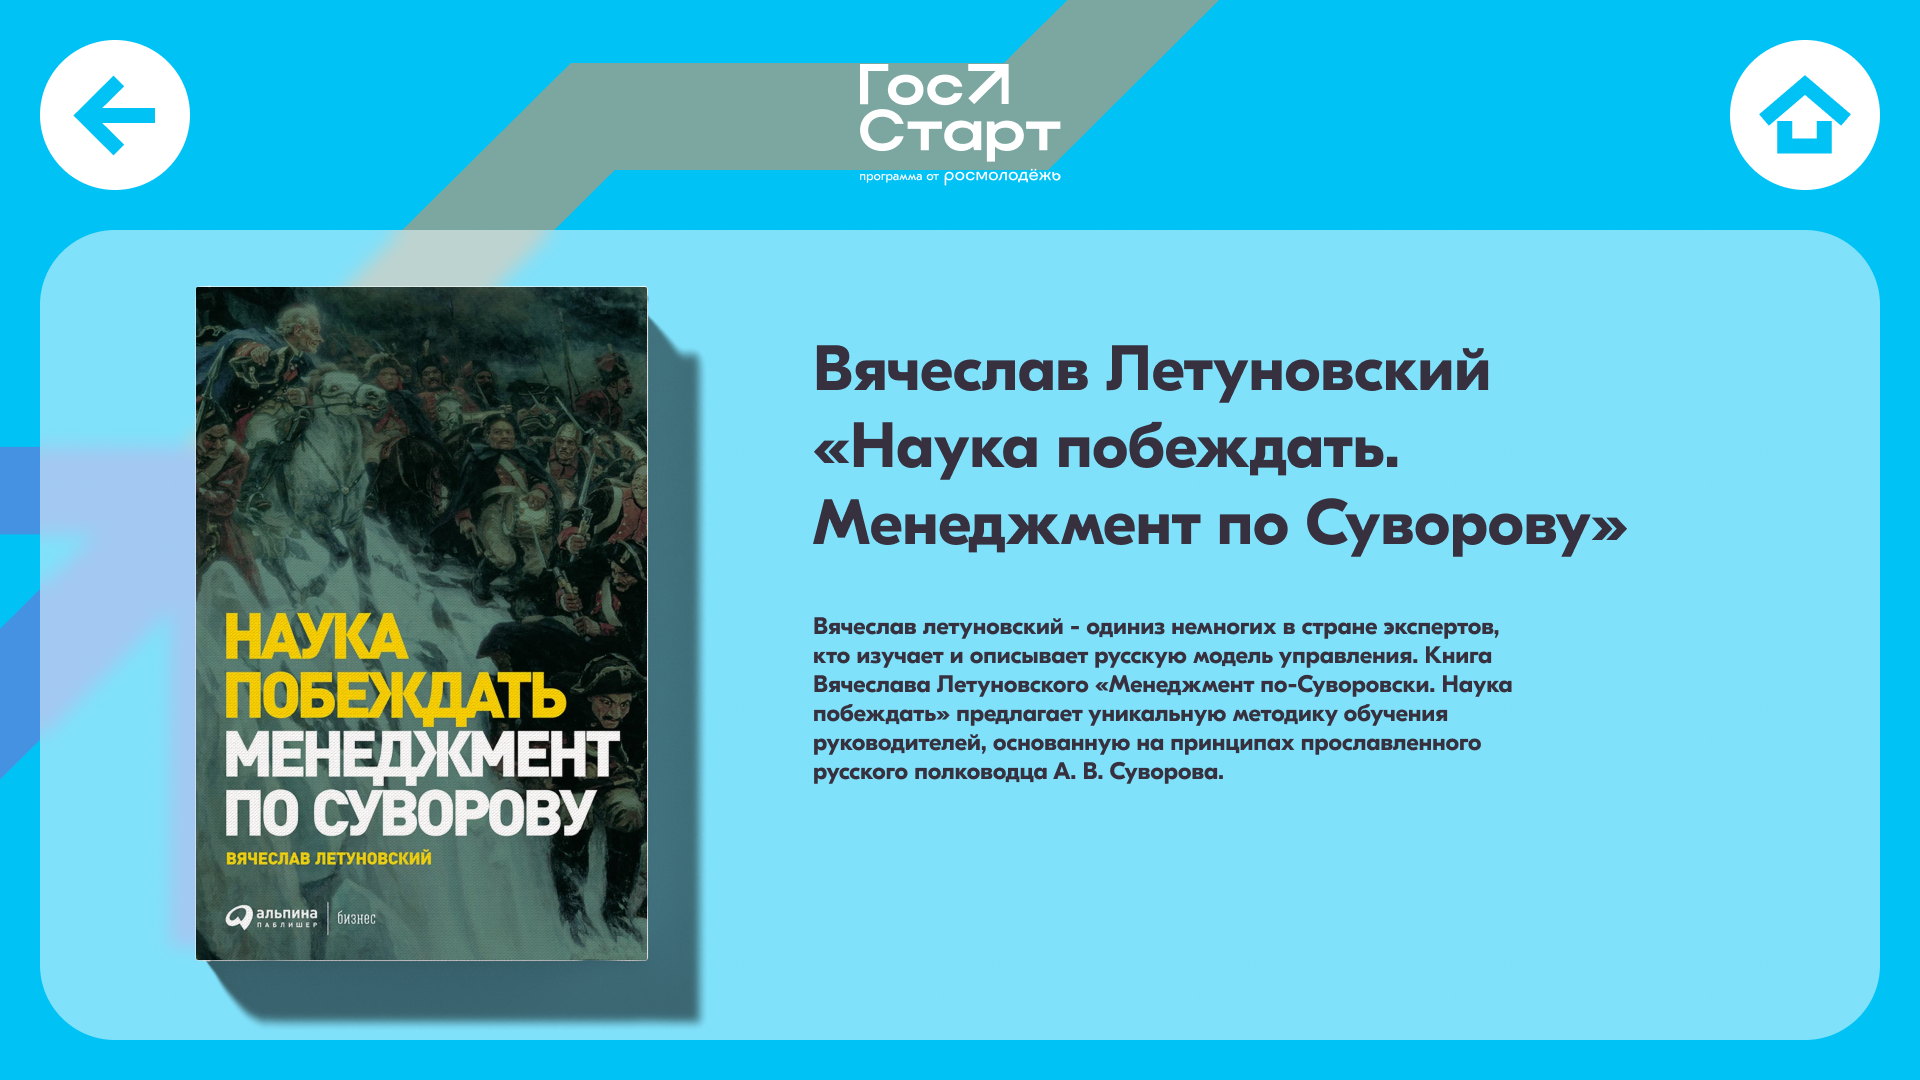 Гос
Старт
программа от росмолодёжь
Вячеслав Летуновский
«Наука побеждать.
Менеджмент по Суворову»
Вячеслав летуновский - одиниз немногих в стране экспертов,
кто изучает и описывает русскую модель управления. Книга
Вячеслава Летуновского «Менеджмент по-Суворовски. Наука
побеждать» предлагает уникальную методику обучения
руководителей, основанную на принципах прославленного
русского полководца А. В. Суворова.
НАУКА
ПОБЕЖДАТЬ
МЕНЕДЖМЕНТ
ПО СУВОРОВУ
ВЯЧЕСЛАВ ЛЕТУНОВСКИЙ
альпина
ПАБЛИШЕР
бизнес